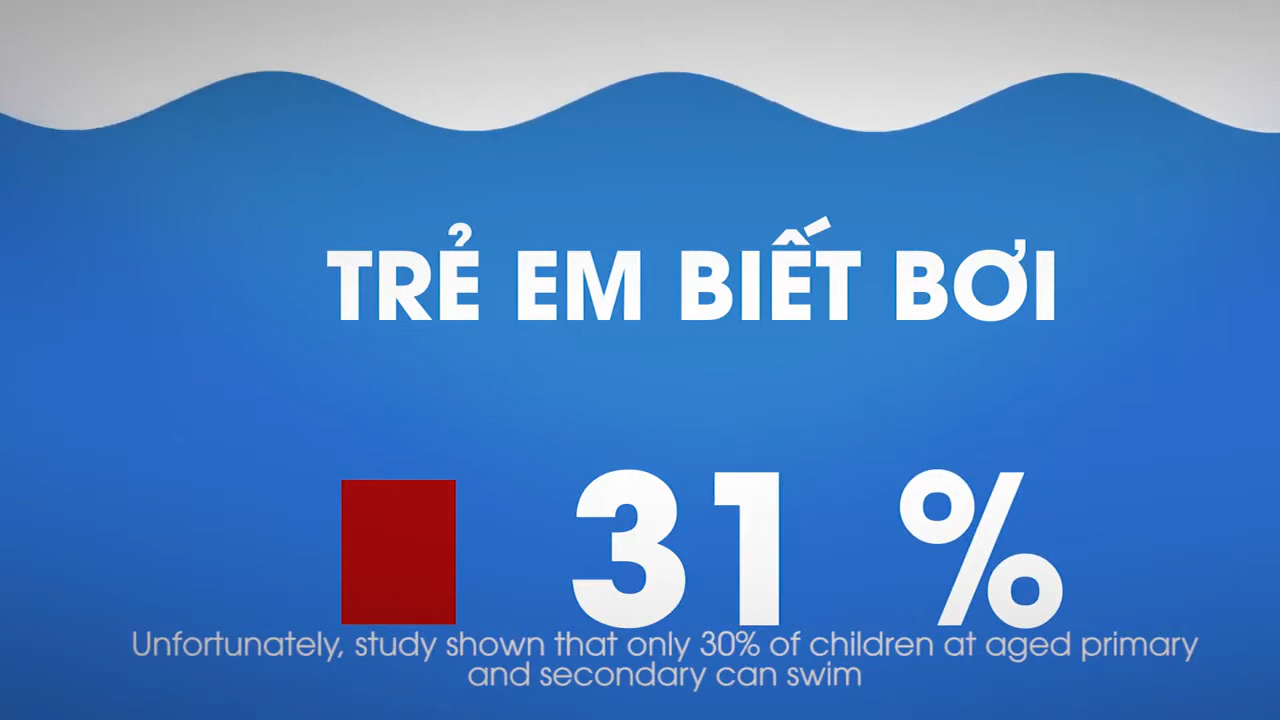 TRẺ EM BIẾT BƠI
31 %
Unfortunately, study shown that only 30% of children at aged primary
and secondary can swim